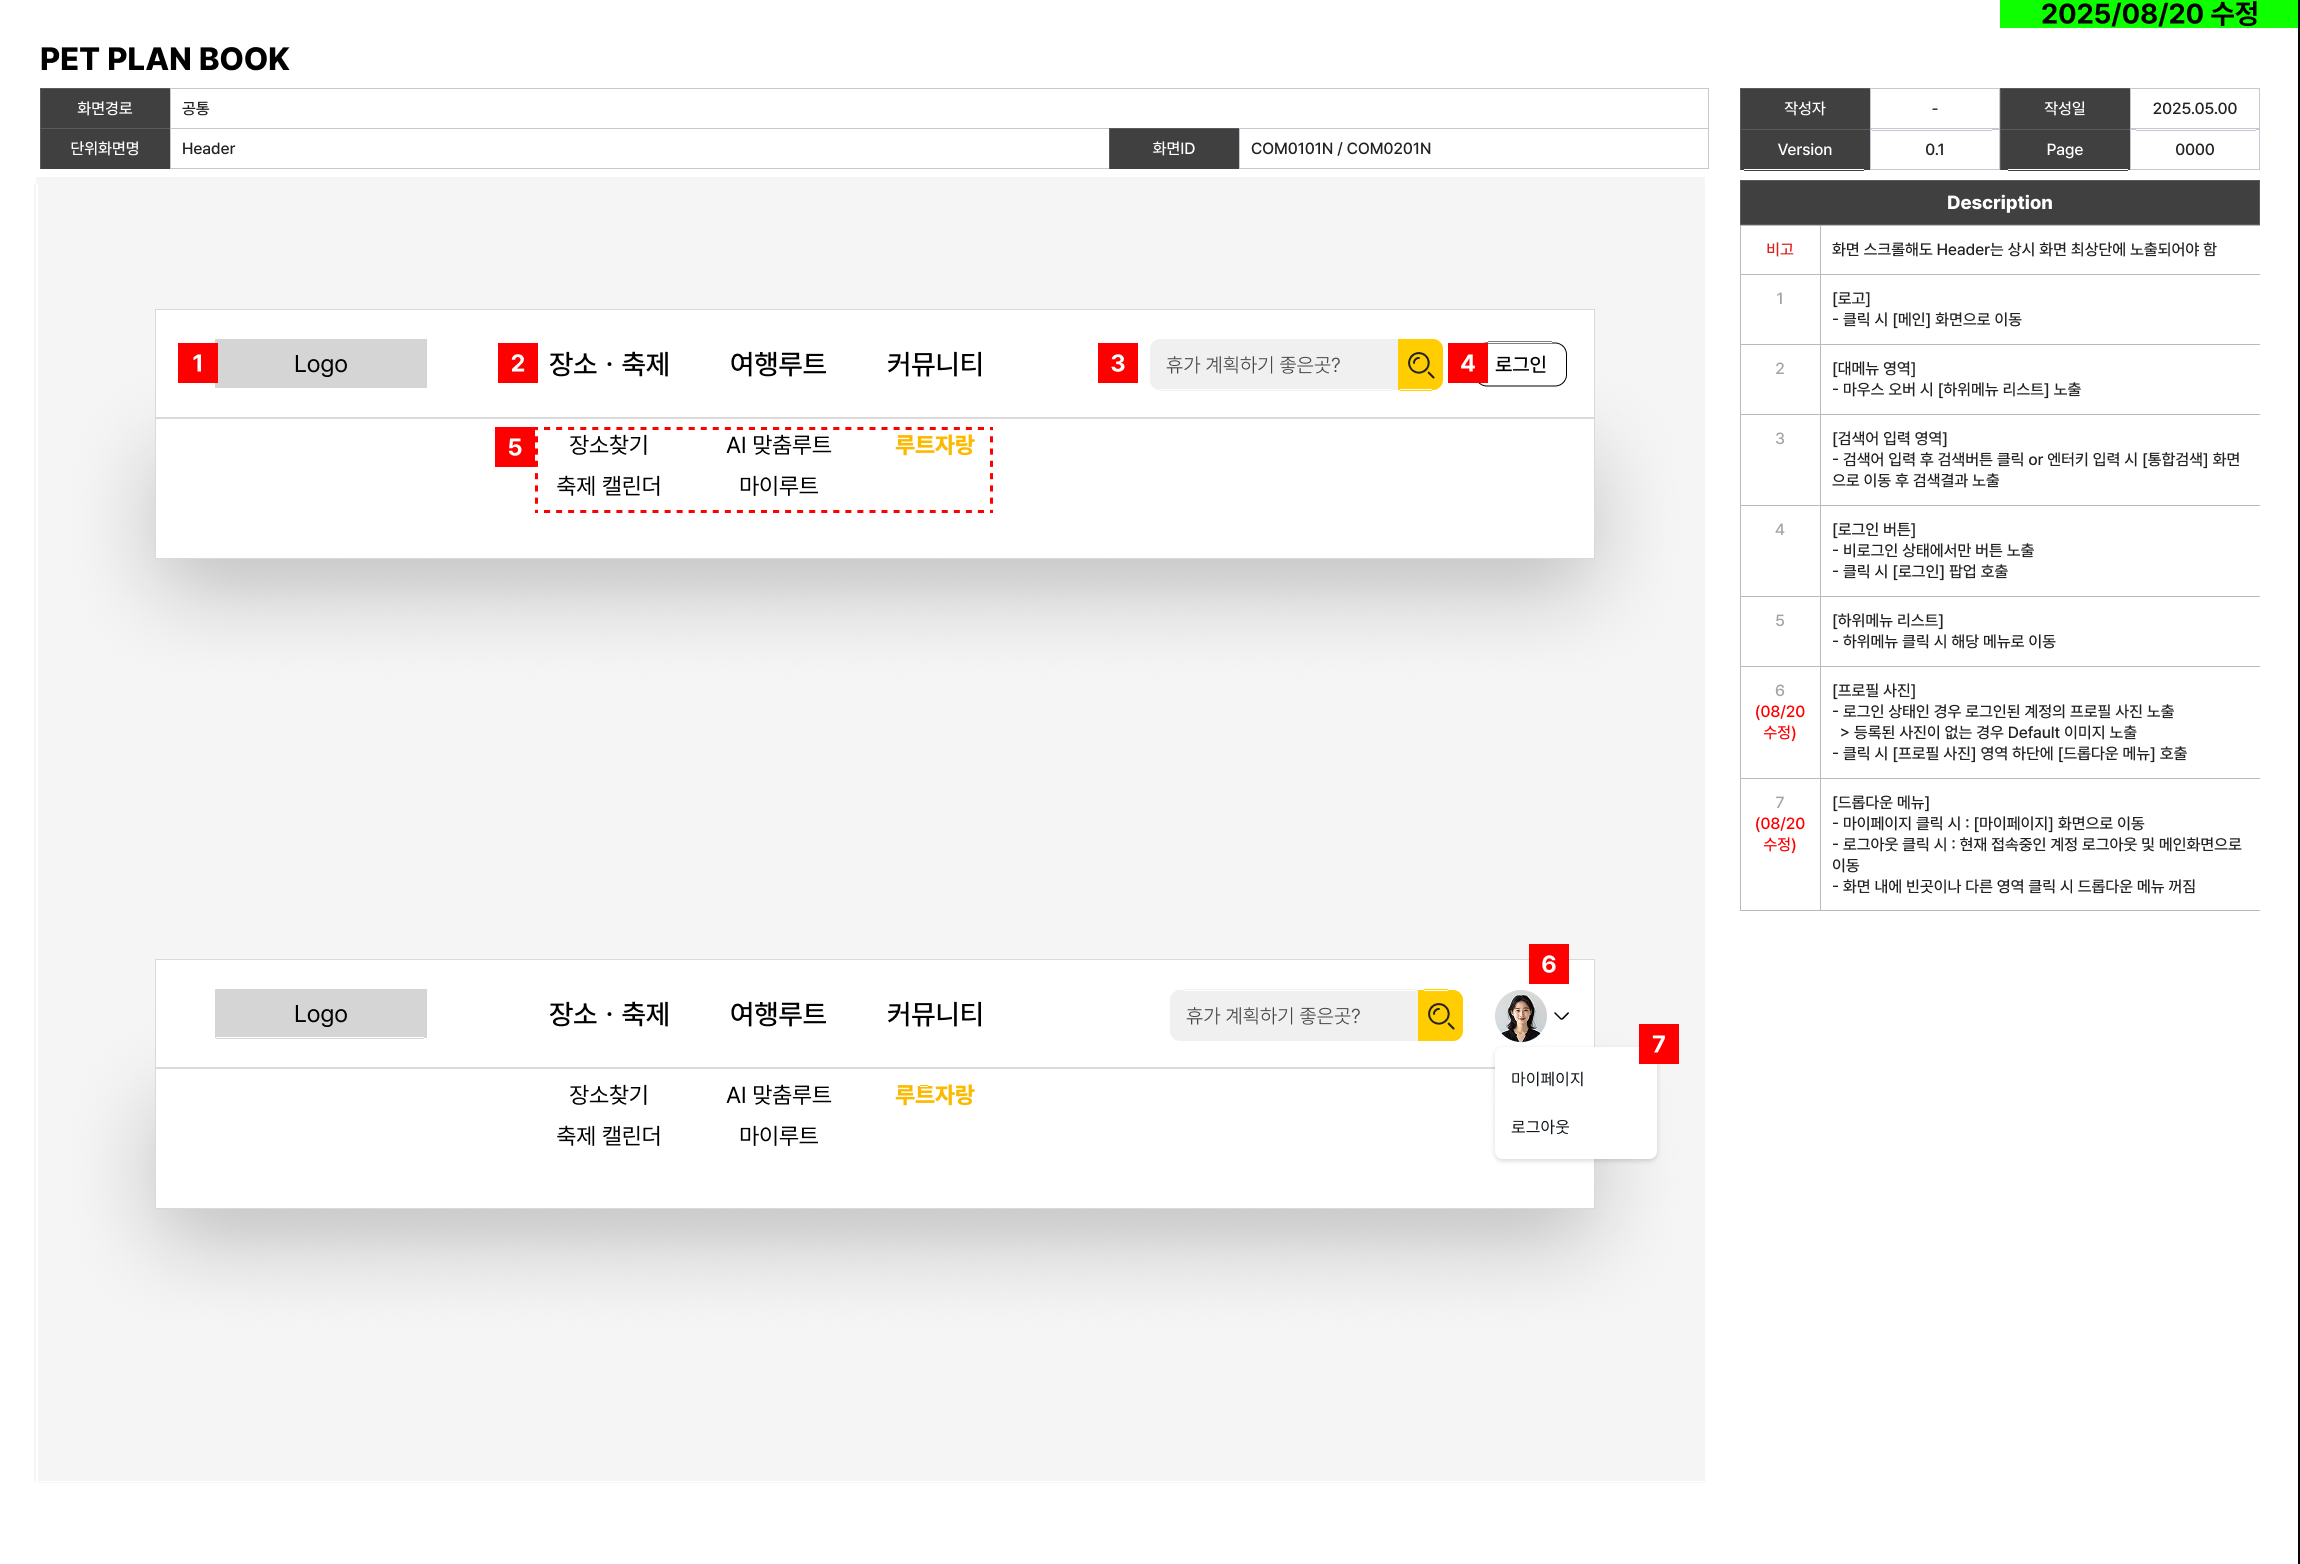 2025/08/20 수정
PET PLAN BOOK
화면경로 공통
단위화면명 Header 화면ID COM0101N / COM0201N
작성자 - 작성일 2025.05.00
Version 0.1 Page 0000
1 Logo 2 장소 · 축제 여행루트 커뮤니티 3 휴가 계획하기 좋은곳? 4 로그인
5 장소찾기 AI 맞춤루트 루트자랑
축제 캘린더 마이루트
6
Logo 장소 · 축제 여행루트 커뮤니티 휴가 계획하기 좋은곳?
7
장소찾기 AI 맞춤루트 루트자랑 마이페이지
축제 캘린더 마이루트 로그아웃
Description
비고 화면 스크롤해도 Header는 상시 화면 최상단에 노출되어야 함
1 [로고]
- 클릭 시 [메인] 화면으로 이동
2 [대메뉴 영역]
- 마우스 오버 시 [하위메뉴 리스트] 노출
3 [검색어 입력 영역]
- 검색어 입력 후 검색버튼 클릭 or 엔터키 입력 시 [통합검색] 화면
으로 이동 후 검색결과 노출
4 [로그인 버튼]
- 비로그인 상태에서만 버튼 노출
- 클릭 시 [로그인] 팝업 호출
5 [하위메뉴 리스트]
- 하위메뉴 클릭 시 해당 메뉴로 이동
6 [프로필 사진]
(08/20 - 로그인 상태인 경우 로그인된 계정의 프로필 사진 노출
수정) > 등록된 사진이 없는 경우 Default 이미지 노출
- 클릭 시 [프로필 사진] 영역 하단에 [드롭다운 메뉴] 호출
7 [드롭다운 메뉴]
(08/20 - 마이페이지 클릭 시 : [마이페이지] 화면으로 이동
수정) - 로그아웃 클릭 시 : 현재 접속중인 계정 로그아웃 및 메인화면으로
이동
- 화면 내에 빈곳이나 다른 영역 클릭 시 드롭다운 메뉴 꺼짐